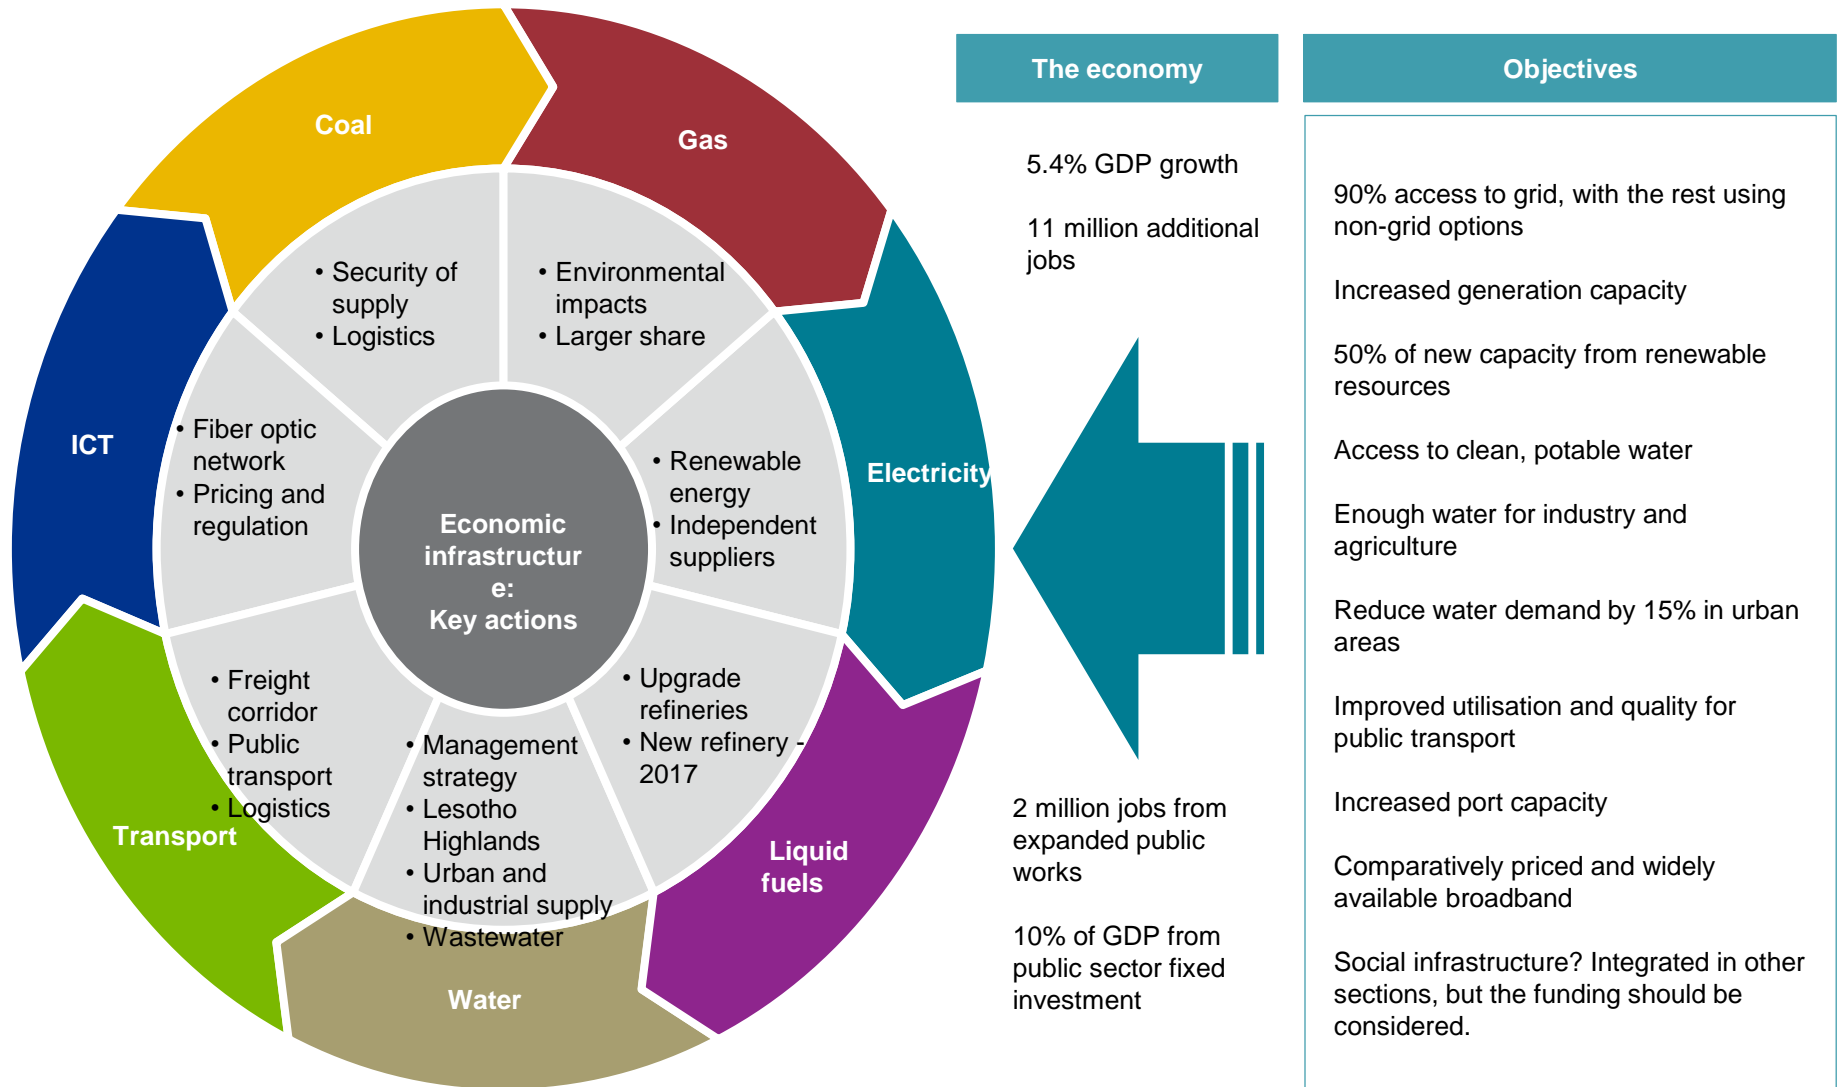 Coal
Gas
• Security of
supply
• Logistics
• Environmental
impacts
• Larger share
ICT
• Fiber optic
network
• Pricing and
regulation
• Renewable
energy
• Independent
suppliers
Electricity
Economic
infrastructur
e:
Key actions
• Freight
corridor
• Public
transport
• Logistics
Transport
• Management
strategy
• Lesotho
Highlands
• Urban and
industrial supply
• Wastewater
Water
• Upgrade
refineries
• New refinery -
2017
Liquid
fuels
The economy
5.4% GDP growth
11 million additional
jobs
2 million jobs from
expanded public
works
10% of GDP from
public sector fixed
investment
Objectives
90% access to grid, with the rest using
non-grid options
Increased generation capacity
50% of new capacity from renewable
resources
Access to clean, potable water
Enough water for industry and
agriculture
Reduce water demand by 15% in urban
areas
Improved utilisation and quality for
public transport
Increased port capacity
Comparatively priced and widely
available broadband
Social infrastructure? Integrated in other
sections, but the funding should be
considered.